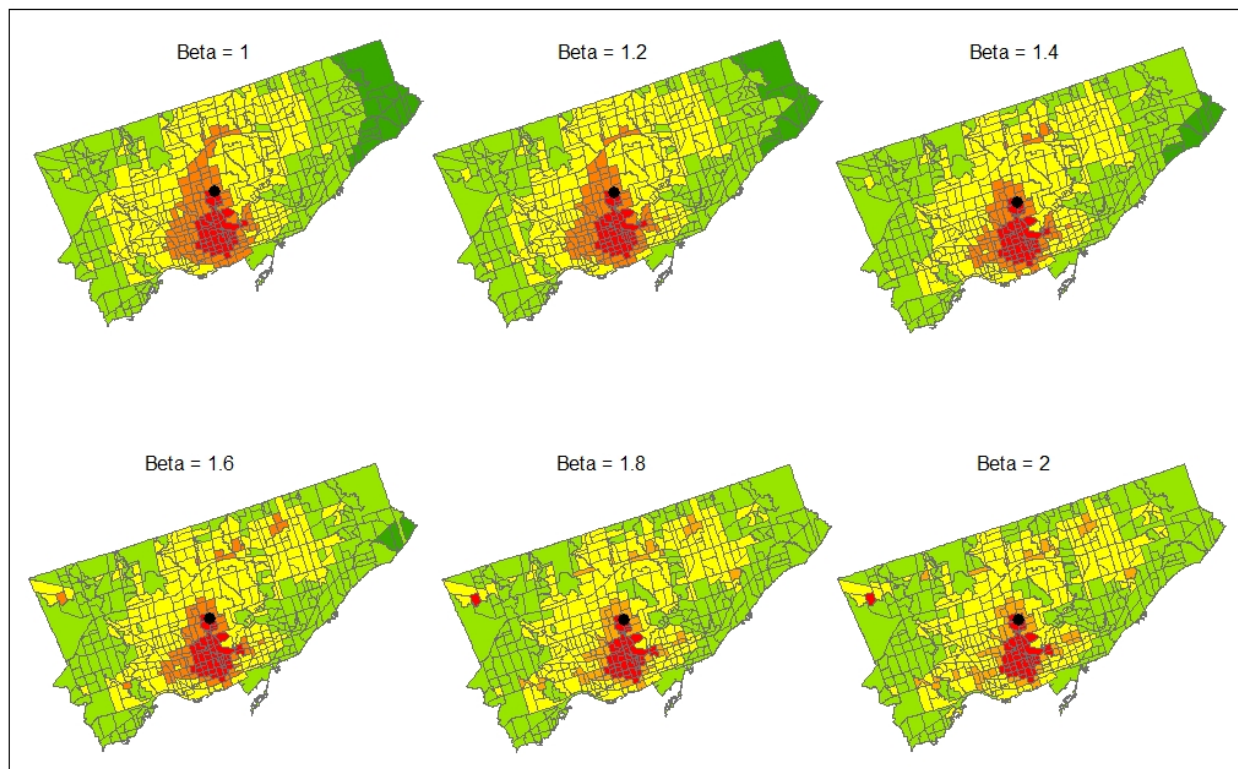 Beta = 1
Beta = 1.2
Beta = 1.4
Beta = 1.6
Beta = 1.8
Beta = 2